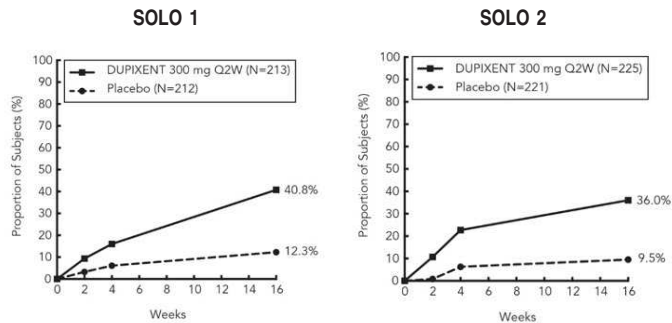 SOLO 1
100
90
80
70
60
50
40
30
20
10
0
Proportion of Subjects (%)
DUPIXENT 300 mg Q2W (N=213)
Placebo (N=212)
40.8%
12.3%
0 2 4 6 8 10 12 14 16
Weeks
SOLO 2
100
90
80
70
60
50
40
30
20
10
0
Proportion of Subjects (%)
DUPIXENT 300 mg Q2W (N=225)
Placebo (N=221)
36.0%
9.5%
0 2 4 6 8 10 12 14 16
Weeks